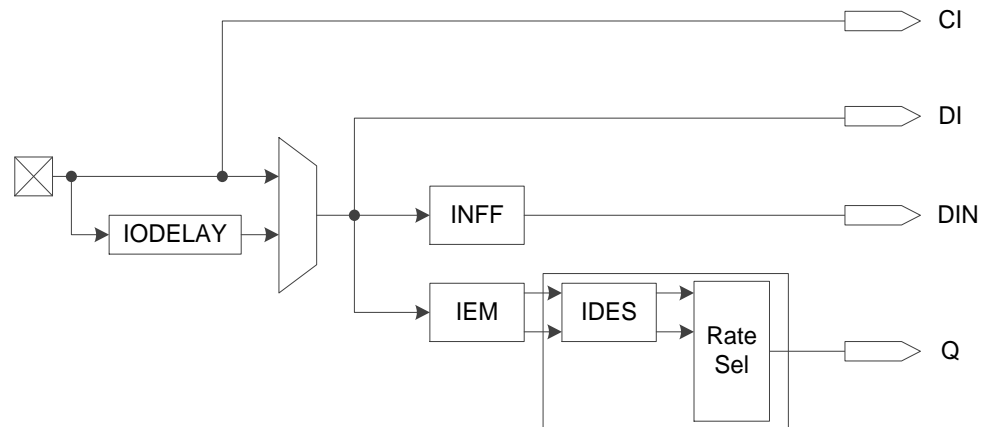 CI
DI
INFF
DIN
IODELAY
IEM
IDES
Rate
Sel
Q